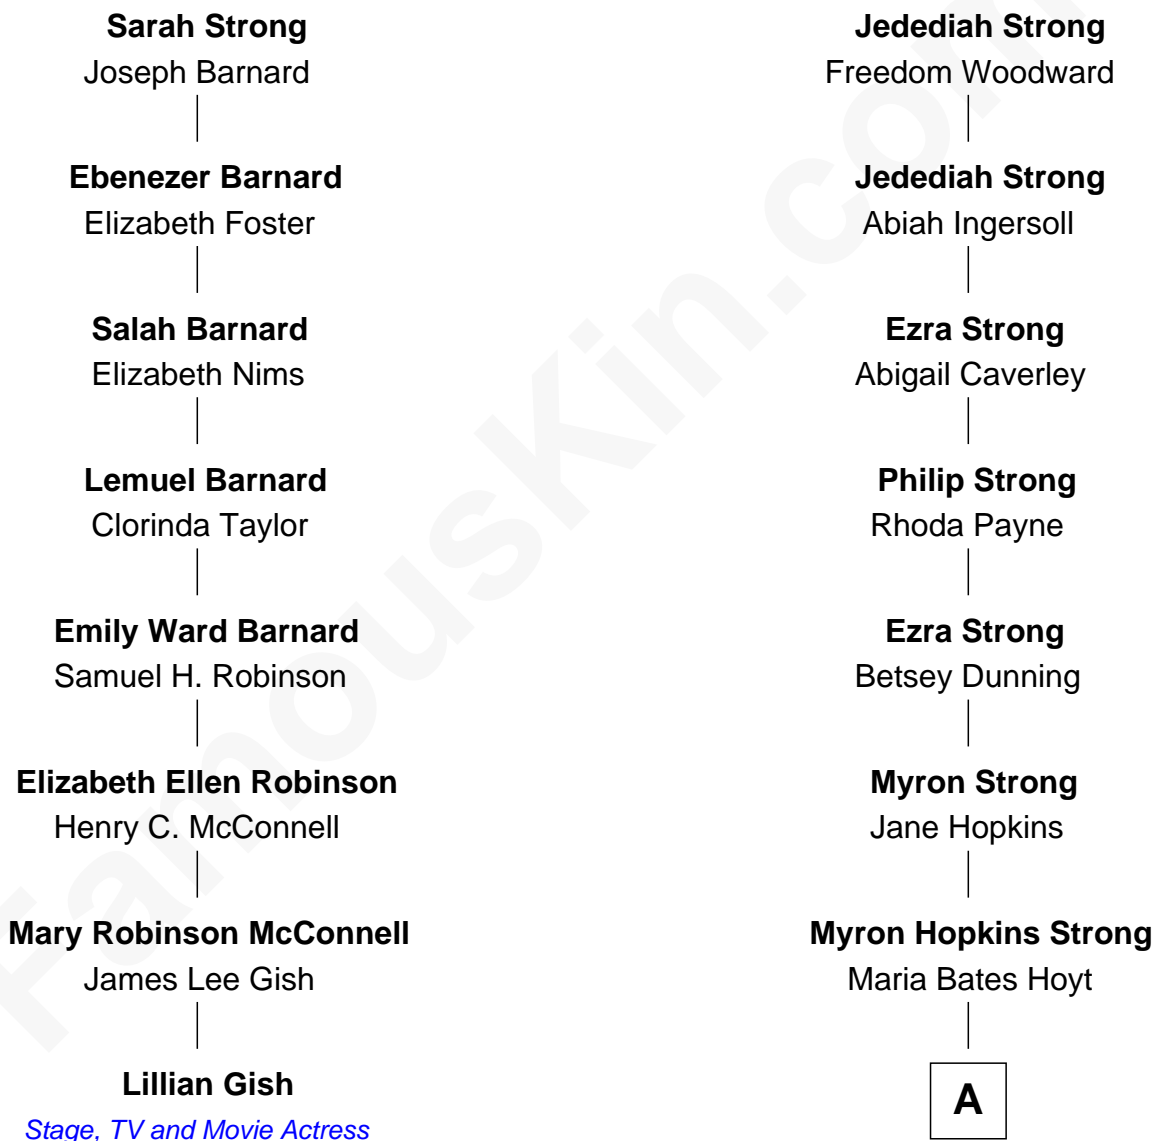 Sarah Strong
Joseph Barnard
Ebenezer Barnard
Elizabeth Foster
Salah Barnard
Elizabeth Nims
Lemuel Barnard
Clorinda Taylor
Emily Ward Barnard
Samuel H. Robinson
Elizabeth Ellen Robinson
Henry C. McConnell
Mary Robinson McConnell
James Lee Gish
Lillian Gish
Stage, TV and Movie Actress
Jedediah Strong
Freedom Woodward
Jedediah Strong
Abiah Ingersoll
Ezra Strong
Abigail Caverley
Philip Strong
Rhoda Payne
Ezra Strong
Betsey Dunning
Myron Strong
Jane Hopkins
Myron Hopkins Strong
Maria Bates Hoyt
A
FamousKin.com